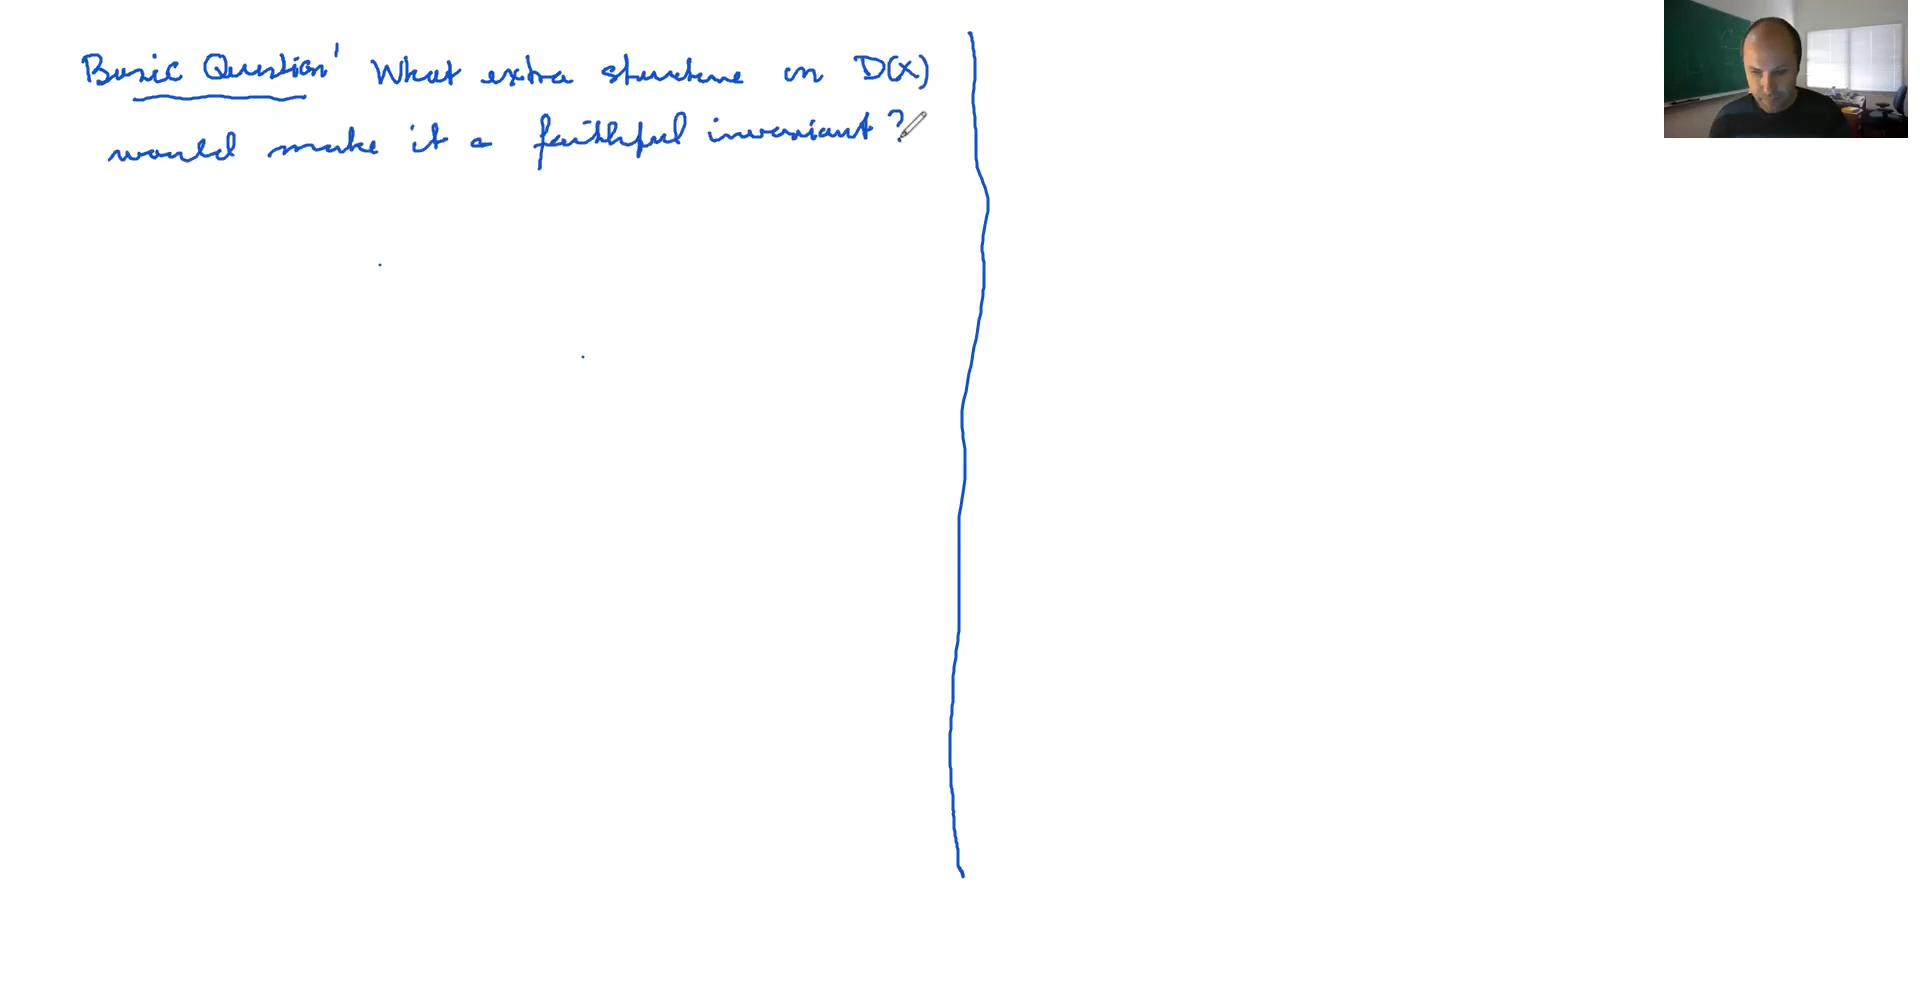 Basic Question' What extra structure on D(X)
would make it a faithful invariant?